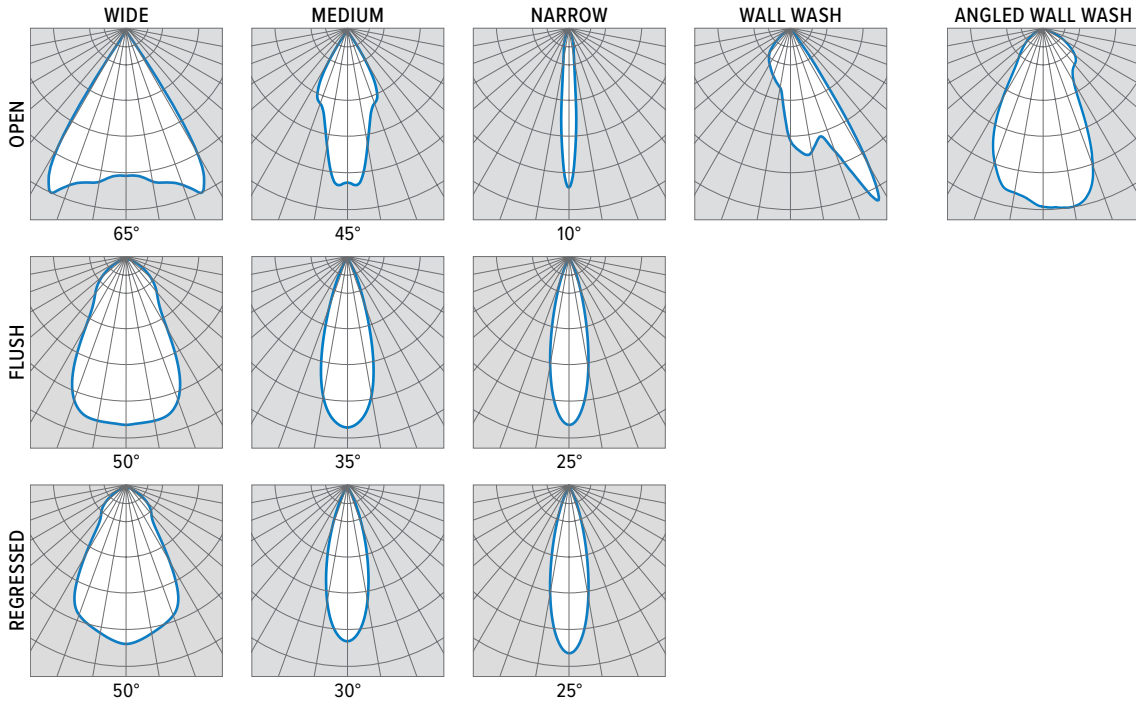 WIDE MEDIUM NARROW WALL WASH ANGLED WALL WASH
OPEN
65° 45° 10°
FLUSH
50° 35° 25°
REGRESSED
50° 30° 25°